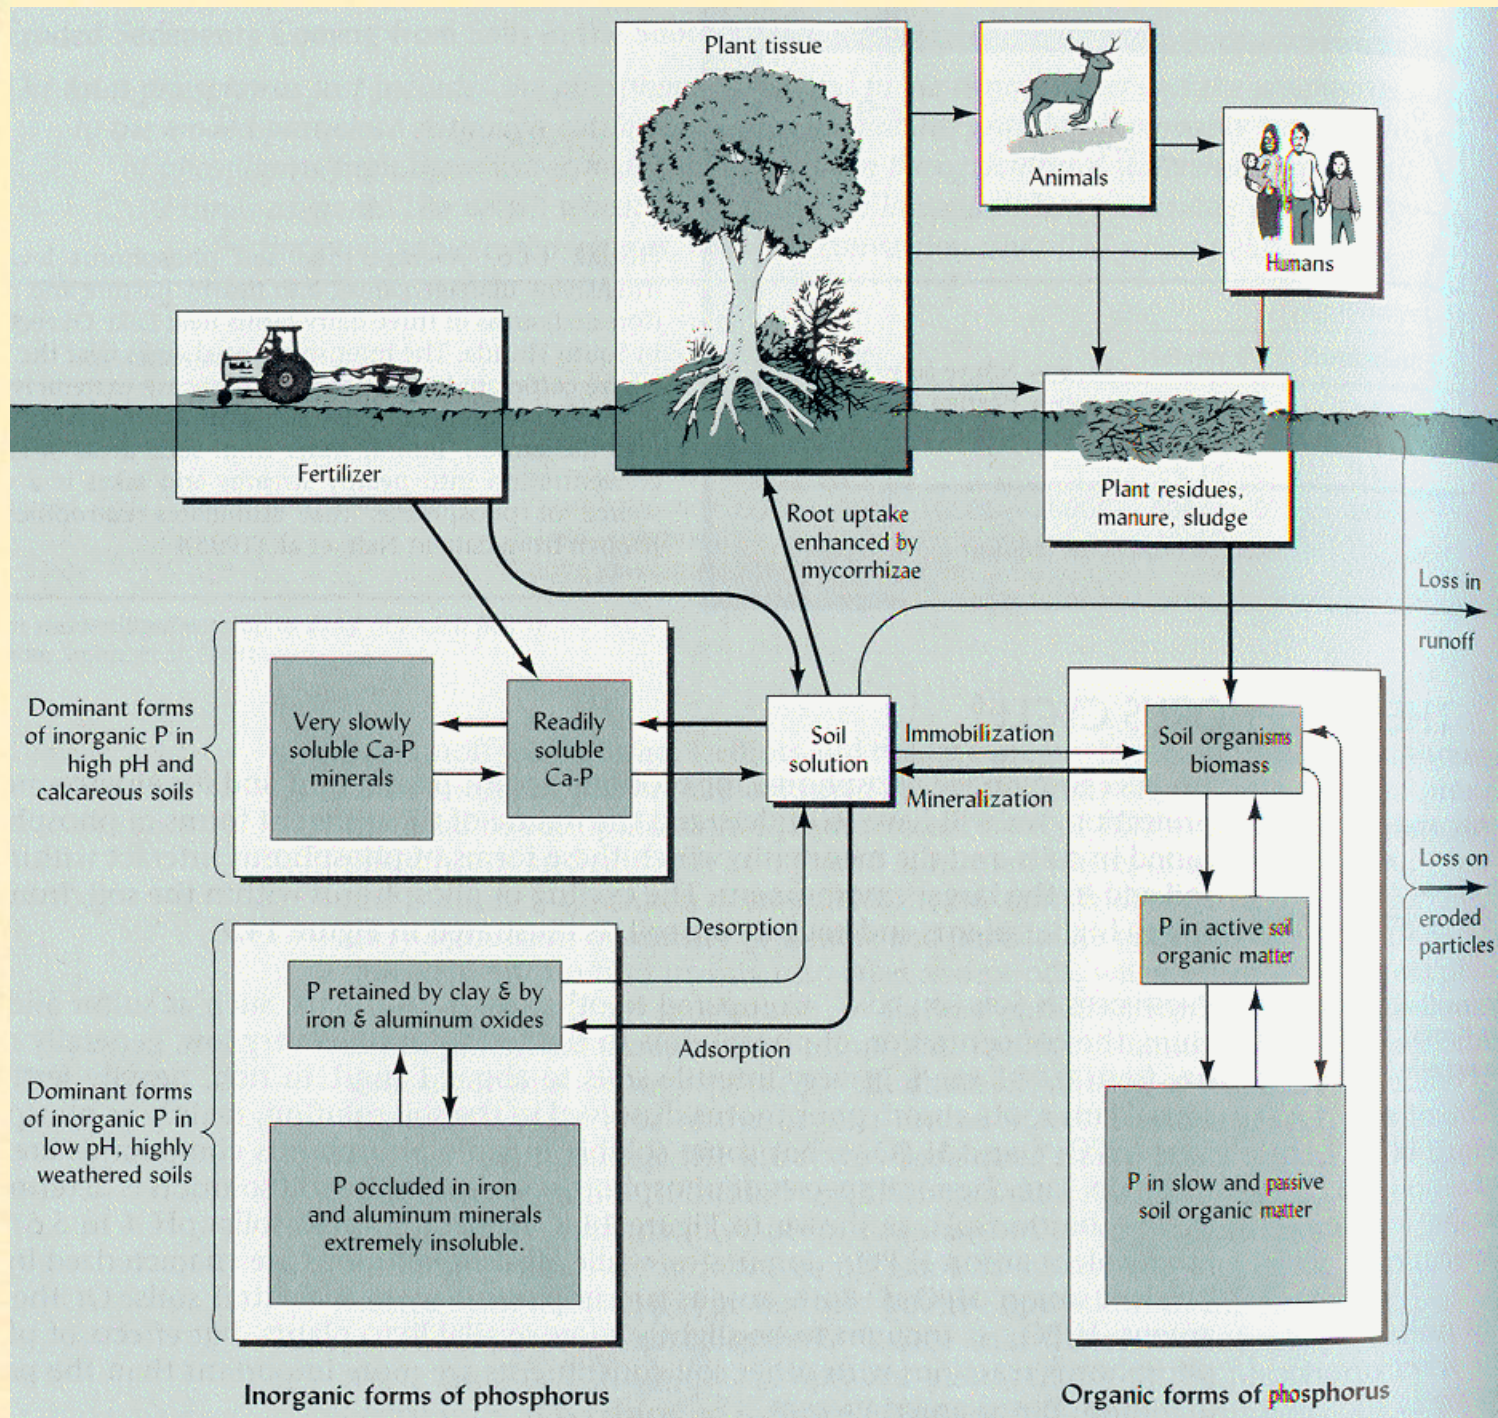 Plant tissue
Animals
Humans
Fertilizer
Plant residues,
manure, sludge
Root uptake
enhanced by
mycorrhizae
Loss in
runoff
Dominant forms
of inorganic P in
high pH and
calcareous soils
Very slowly
soluble Ca-P
minerals
Readily
soluble
Ca-P
Soil
solution
Immobilization
Mineralization
Soil organisms
biomass
Loss on
eroded
particles
Desorption
P in active soil
organic matter
P retained by clay & by
iron & aluminum oxides
Adsorption
Dominant forms
of inorganic P in
low pH, highly
weathered soils
P occluded in iron
and aluminum minerals
extremely insoluble.
P in slow and passive
soil organic matter
Inorganic forms of phosphorus
Organic forms of phosphorus